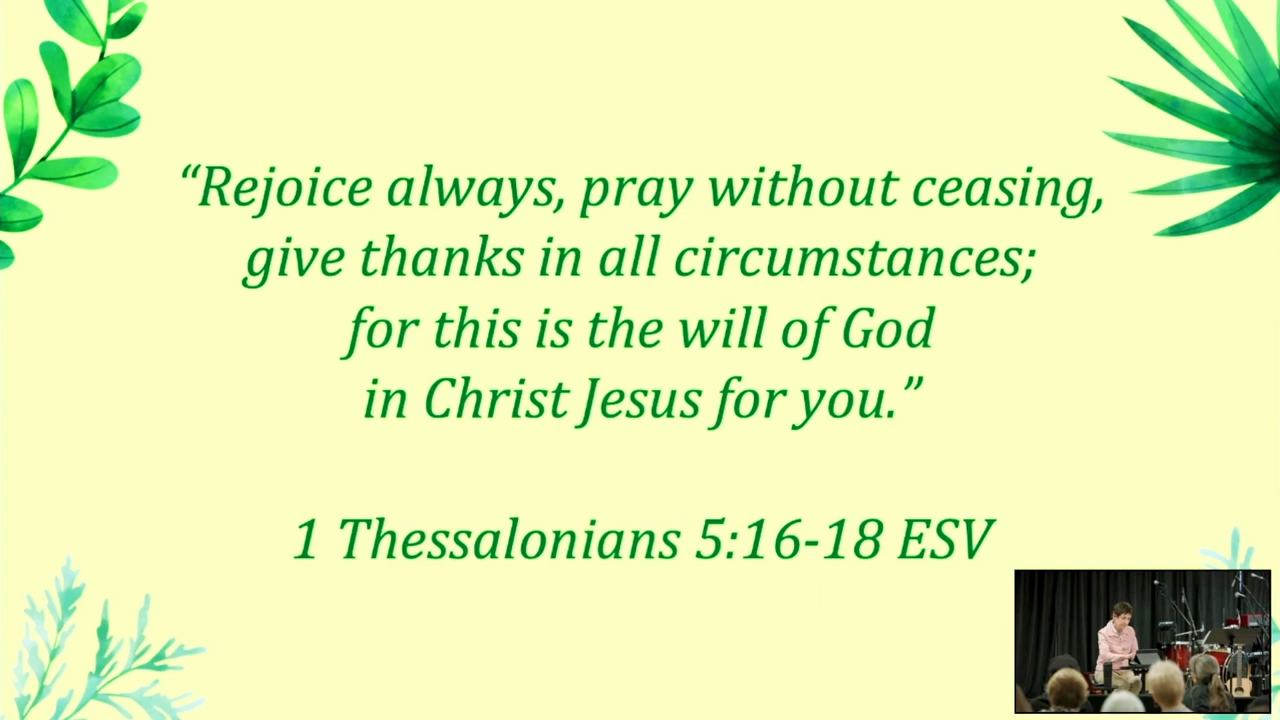 “Rejoice always, pray without ceasing,
give thanks in all circumstances;
for this is the will of God
in Christ Jesus for you.”
1 Thessalonians 5:16-18 ESV